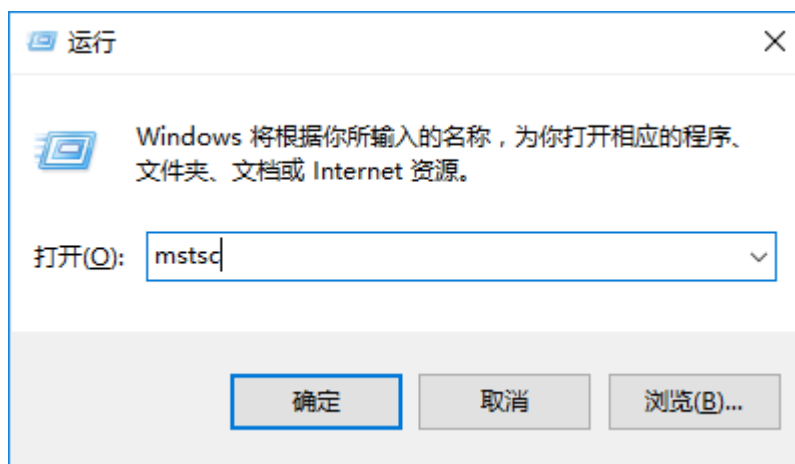 运行
Windows 将根据你所输入的名称，为你打开相应的程序、
文件夹、文档或 Internet 资源。
打开(O): mstsc
确定 取消 浏览(B)...